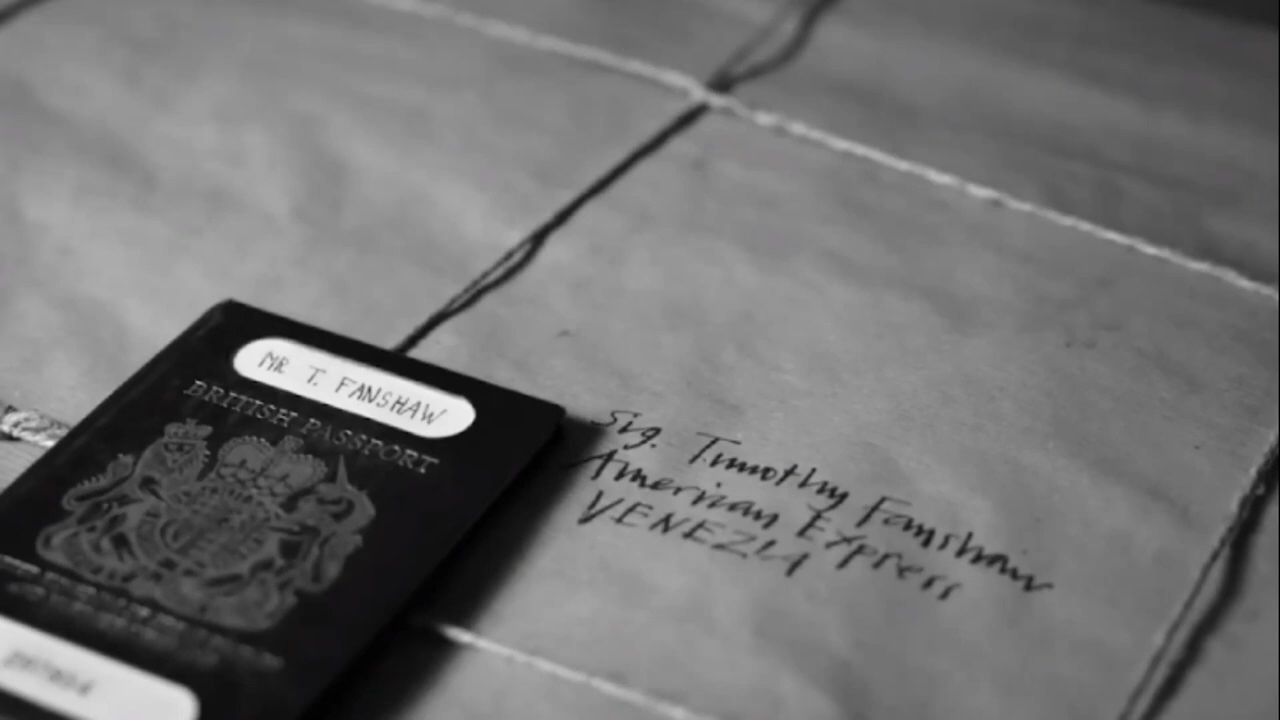 MR T. FANSHAW
BRITISH PASSPORT
Sig. Timothy Fanshaw
American Express
VENEZIA